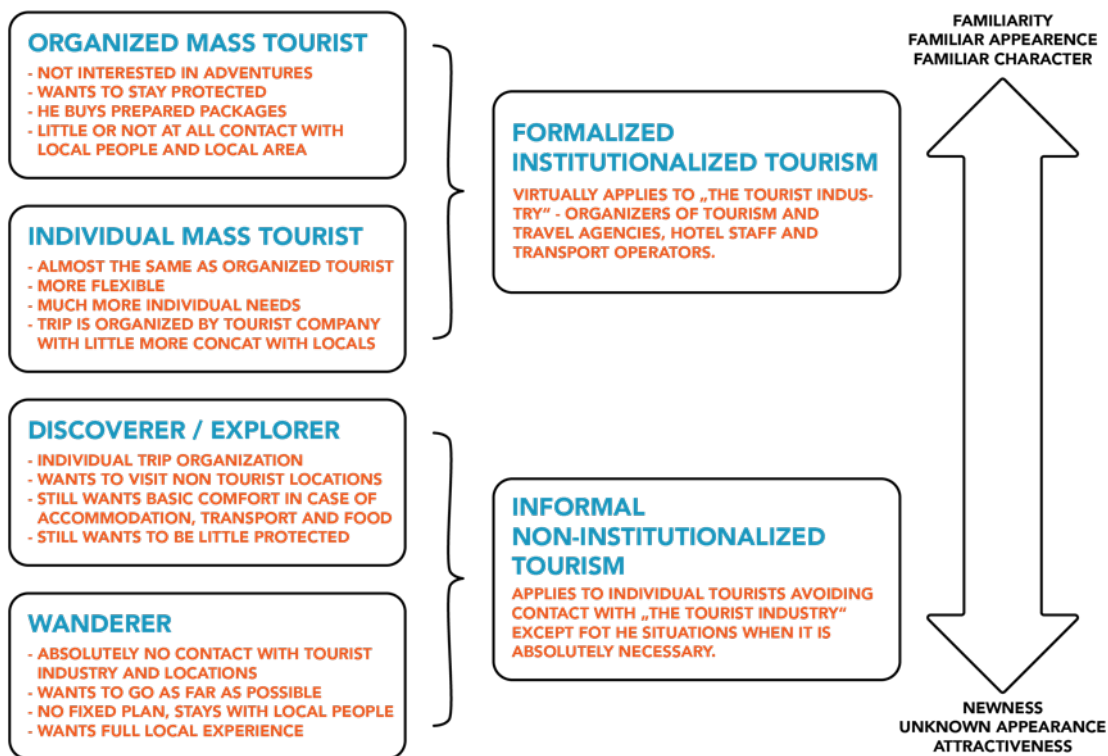 ORGANIZED MASS TOURIST
- NOT INTERESTED IN ADVENTURES
- WANTS TO STAY PROTECTED
- HE BUYS PREPARED PACKAGES
- LITTLE OR NOT AT ALL CONTACT WITH
LOCAL PEOPLE AND LOCAL AREA
INDIVIDUAL MASS TOURIST
- ALMOST THE SAME AS ORGANIZED TOURIST
- MORE FLEXIBLE
- MUCH MORE INDIVIDUAL NEEDS
- TRIP IS ORGANIZED BY TOURIST COMPANY
WITH LITTLE MORE CONCAT WITH LOCALS
FORMALIZED
INSTITUTIONALIZED TOURISM
VIRTUALLY APPLIES TO „THE TOURIST INDUS-
TRY“ - ORGANIZERS OF TOURISM AND
TRAVEL AGENCIES, HOTEL STAFF AND
TRANSPORT OPERATORS.
DISCOVERER / EXPLORER
- INDIVIDUAL TRIP ORGANIZATION
- WANTS TO VISIT NON TOURIST LOCATIONS
- STILL WANTS BASIC COMFORT IN CASE OF
ACCOMMODATION, TRANSPORT AND FOOD
- STILL WANTS TO BE LITTLE PROTECTED
WANDERER
- ABSOLUTELY NO CONTACT WITH TOURIST
INDUSTRY AND LOCATIONS
- WANTS TO GO AS FAR AS POSSIBLE
- NO FIXED PLAN, STAYS WITH LOCAL PEOPLE
- WANTS FULL LOCAL EXPERIENCE
INFORMAL
NON-INSTITUTIONALIZED
TOURISM
APPLIES TO INDIVIDUAL TOURISTS AVOIDING
CONTACT WITH „THE TOURIST INDUSTRY“
EXCEPT FOT HE SITUATIONS WHEN IT IS
ABSOLUTELY NECESSARY.
FAMILIARITY
FAMILIAR APPEARENCE
FAMILIAR CHARACTER
NEWNESS
UNKNOWN APPEARANCE
ATTRACTIVENESS